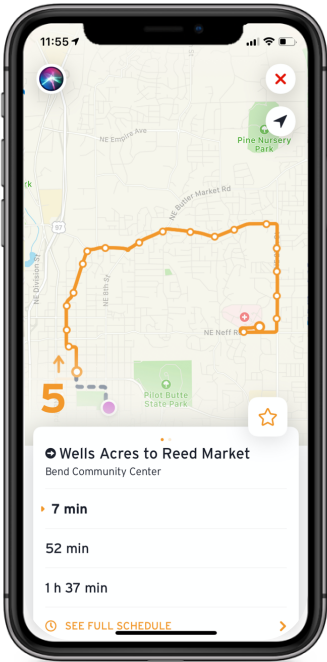 11:55
NE Empire Ave
Pine Nursery
Park
rk
NE Butler Market Rd
97
NE Division St
NE 8th St
NE Neff R
5
Pilot Butte
State Park
Wells Acres to Reed Market
Bend Community Center
7 min
52 min
1 h 37 min
SEE FULL SCHEDULE